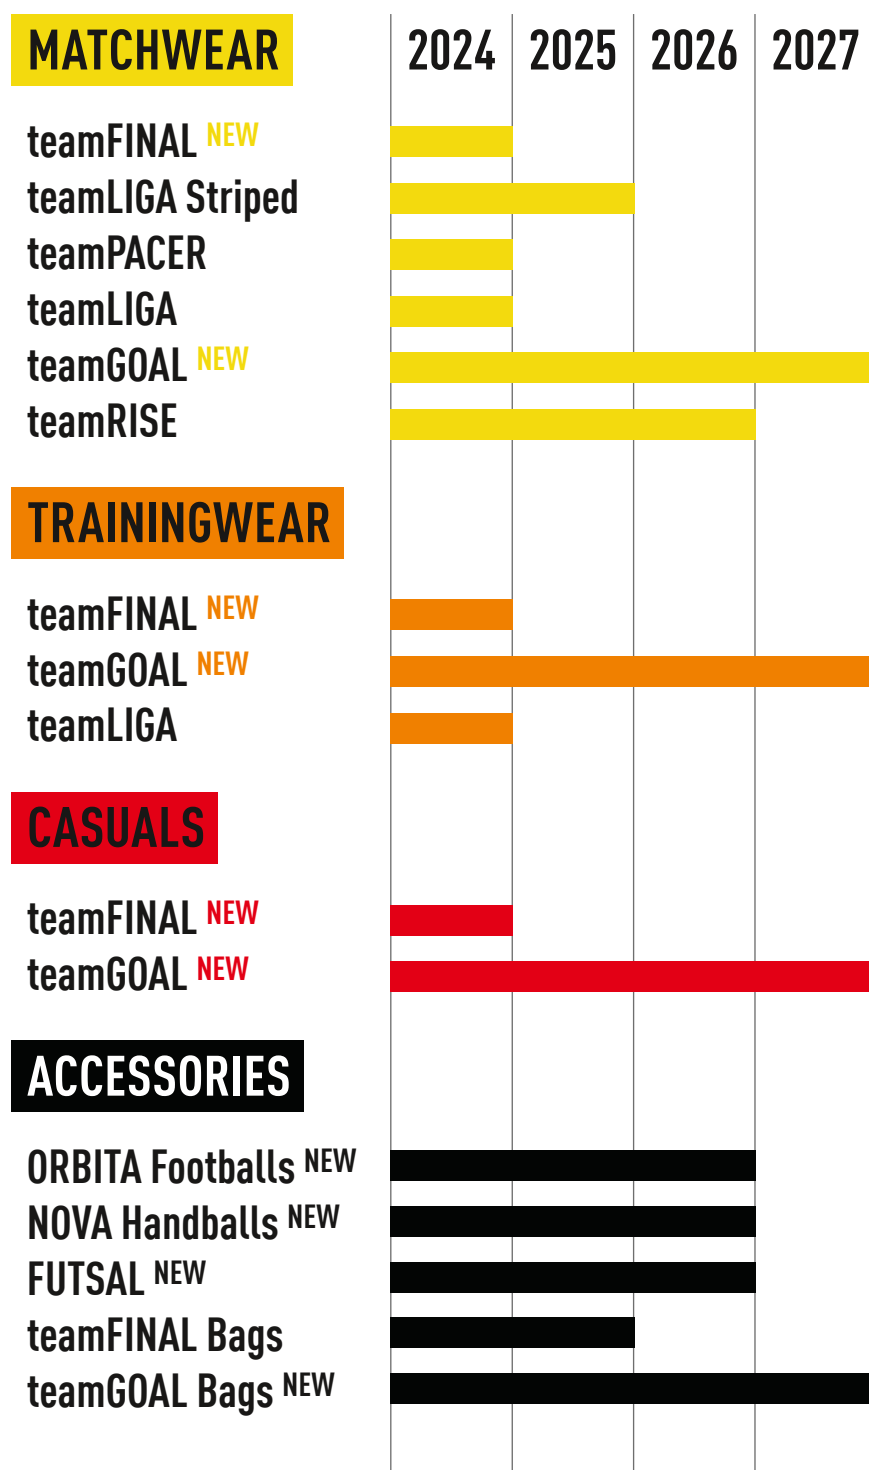 MATCHWEAR 2024 2025 2026 2027
teamFINAL NEW
teamLIGA Striped
teamPACER
teamLIGA
teamGOAL NEW
teamRISE
TRAININGWEAR
teamFINAL NEW
teamGOAL NEW
teamLIGA
CASUALS
teamFINAL NEW
teamGOAL NEW
ACCESSORIES
ORBITA Footballs NEW
NOVA Handballs NEW
FUTSAL NEW
teamFINAL Bags
teamGOAL Bags NEW